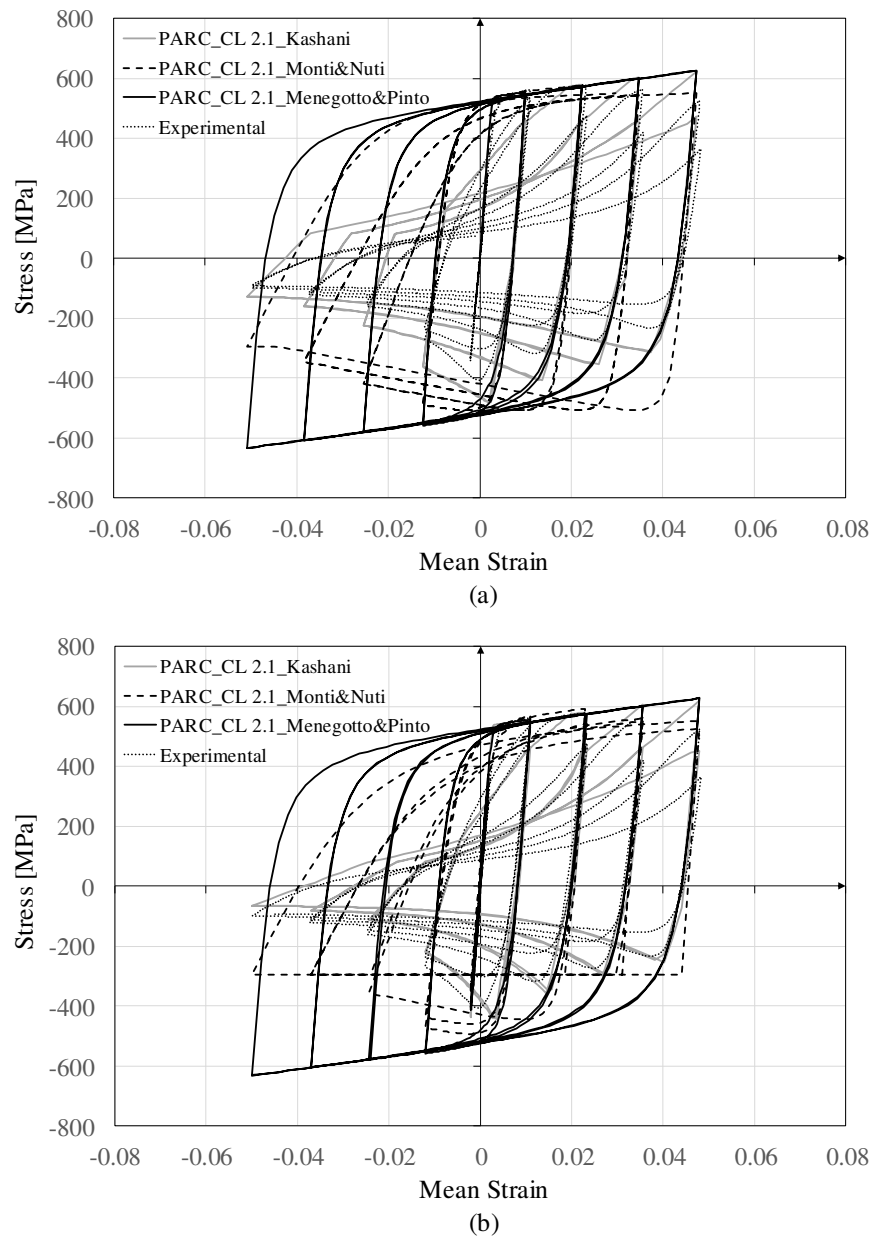 800
PARC_CL 2.1_Kashani
600
PARC_CL 2.1_Monti&Nuti
PARC_CL 2.1_Menegotto&Pinto
400
Experimental
200
0
-200
-400
-600
-800
Stress [MPa]
-0.08 -0.06 -0.04 -0.02 0 0.02 0.04 0.06 0.08
Mean Strain
(a)
800
PARC_CL 2.1_Kashani
600
PARC_CL 2.1_Monti&Nuti
PARC_CL 2.1_Menegotto&Pinto
400
Experimental
200
0
-200
-400
-600
-800
Stress [MPa]
-0.08 -0.06 -0.04 -0.02 0 0.02 0.04 0.06 0.08
Mean Strain
(b)